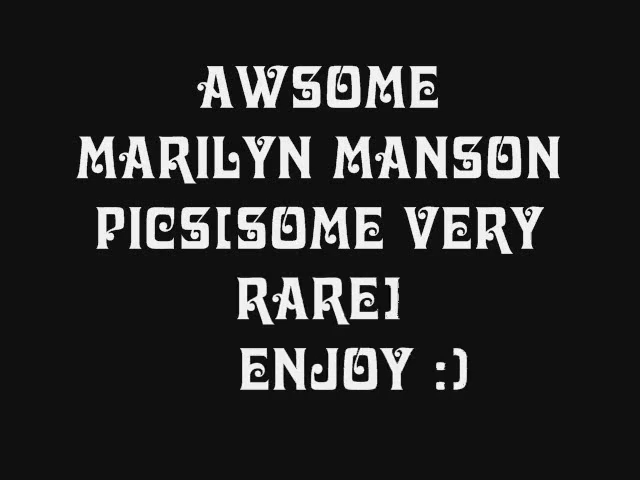 AWSOME
MARILYN MANSON
PICS[SOME VERY
RARE]
ENJOY :)